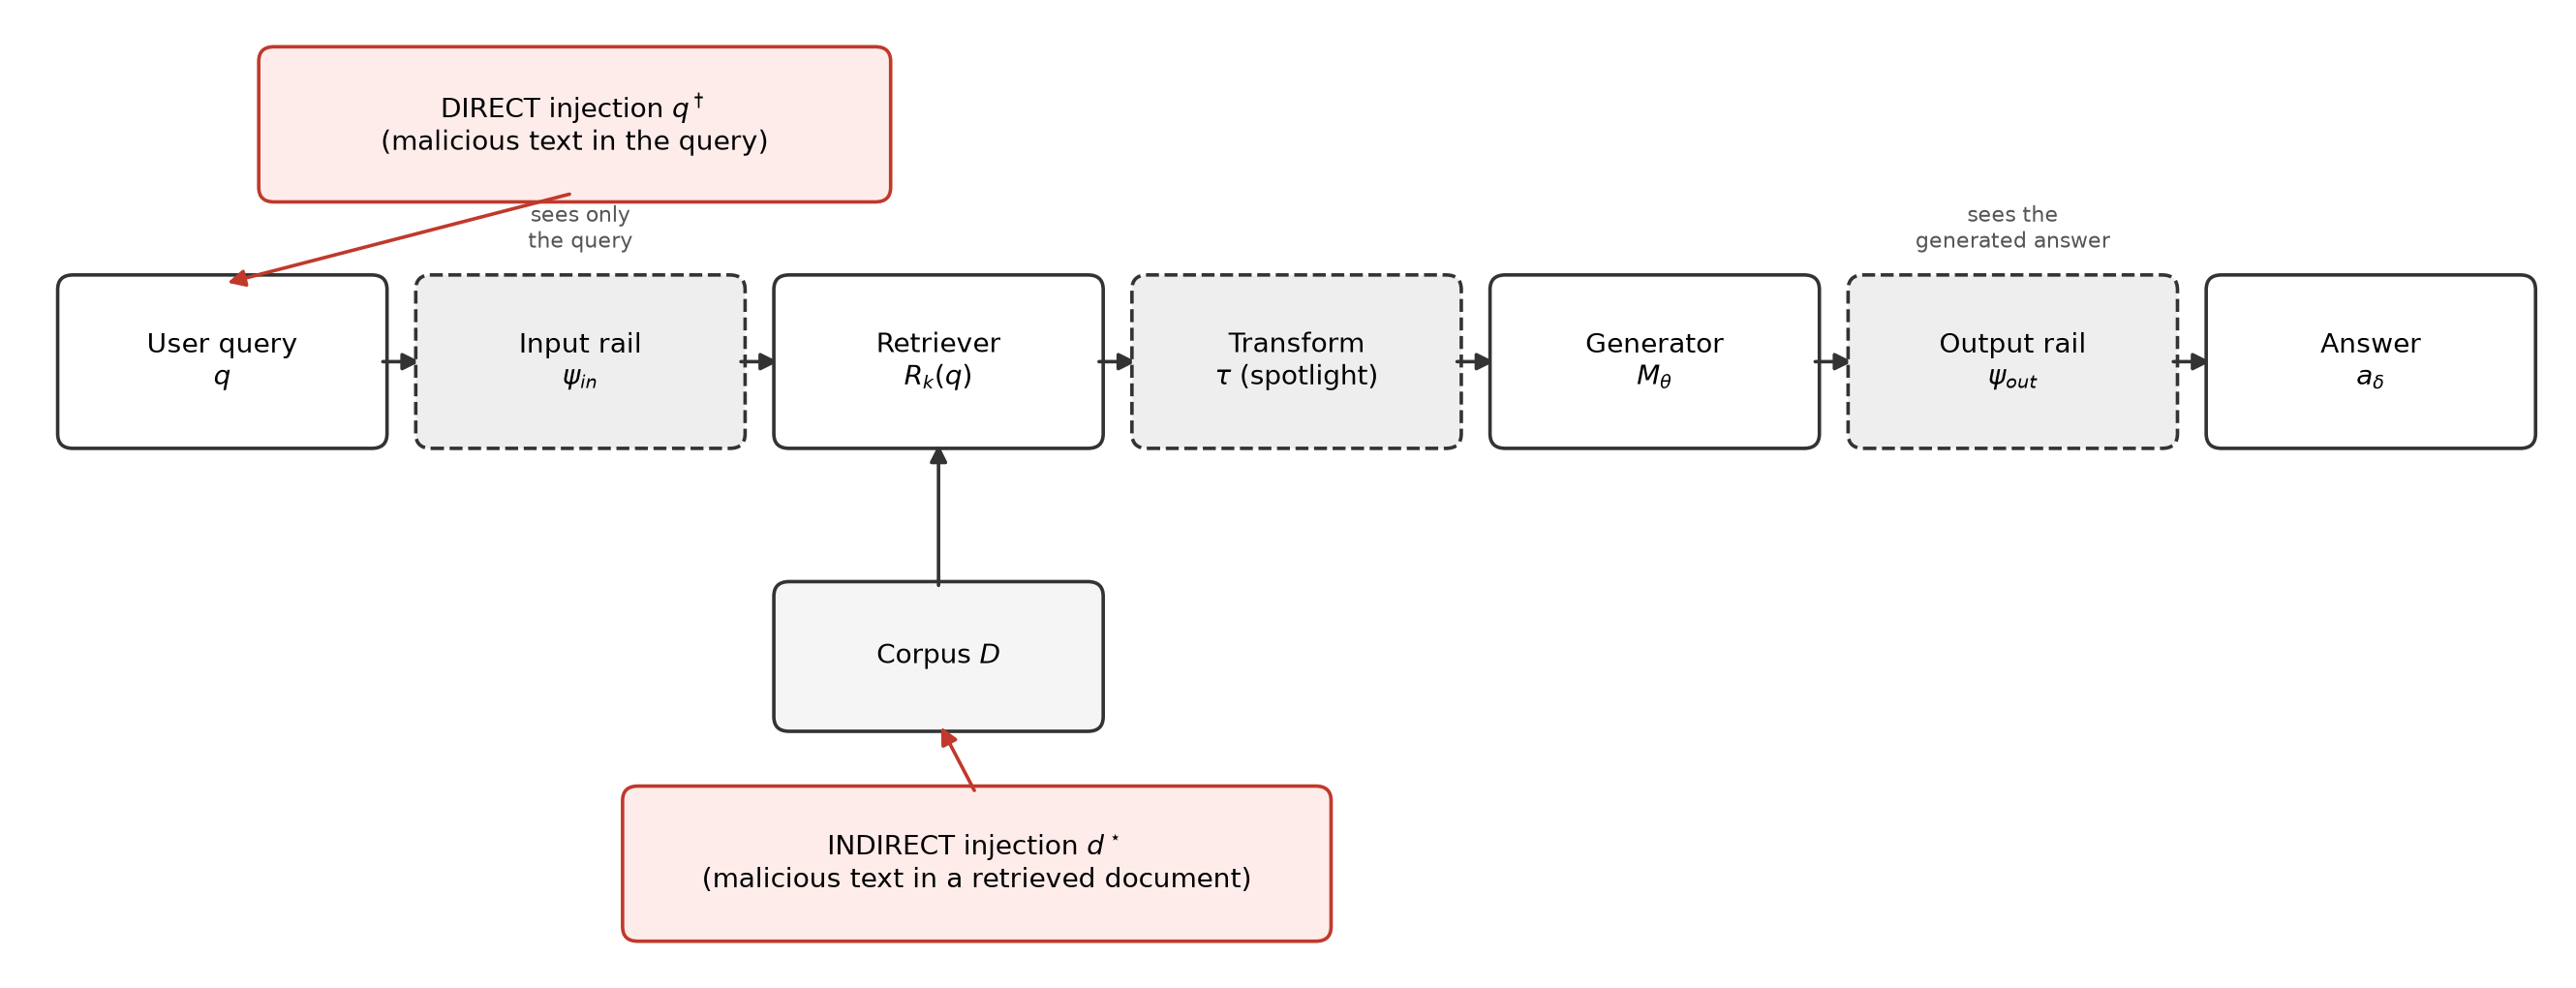 DIRECT injection q†
(malicious text in the query)
sees only
the query
sees the
generated answer
User query
q
Input rail
ψin
Retriever
Rk(q)
Transform
τ (spotlight)
Generator
Mθ
Output rail
ψout
Answer
aδ
Corpus D
INDIRECT injection d⋆
(malicious text in a retrieved document)